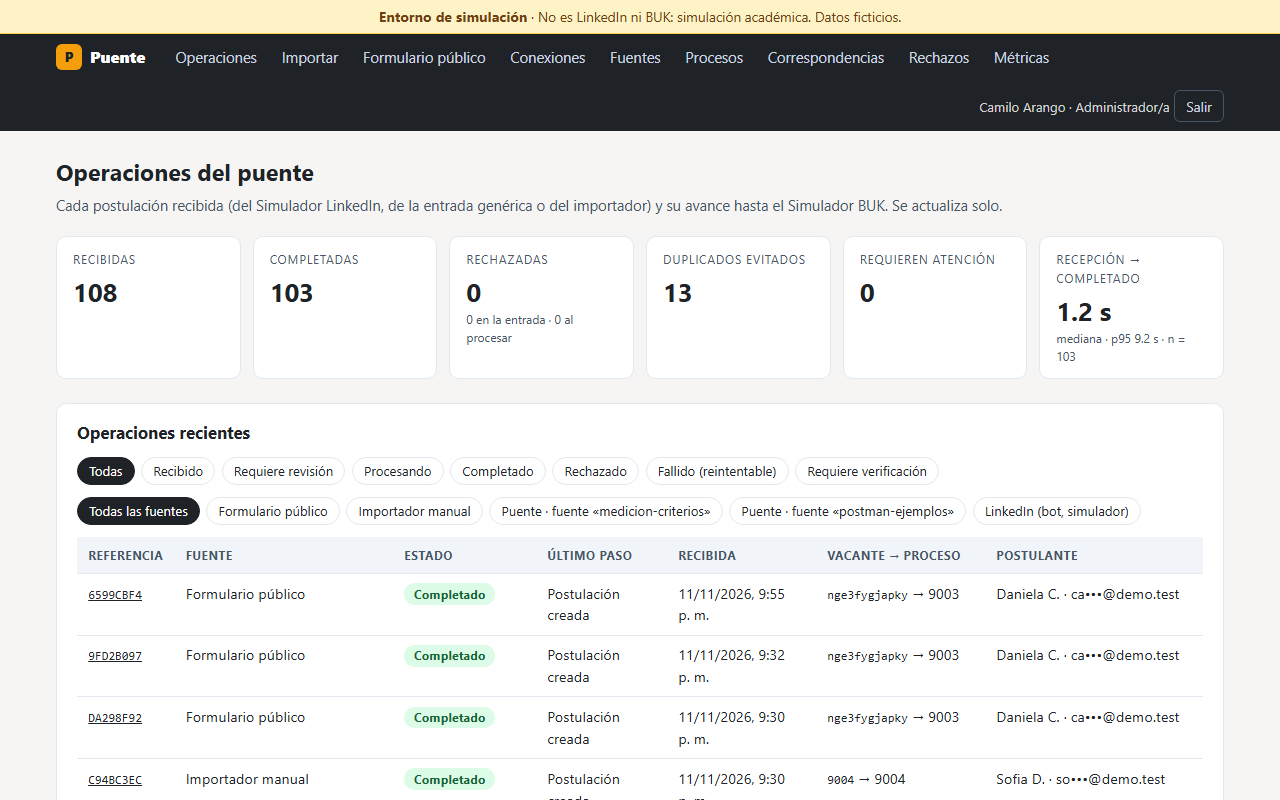 Entorno de simulación · No es LinkedIn ni BUK: simulación académica. Datos ficticios.
P Puente Operaciones Importar Formulario público Conexiones Fuentes Procesos Correspondencias Rechazos Métricas
Camilo Arango · Administrador/a Salir
Operaciones del puente
Cada postulación recibida (del Simulador LinkedIn, de la entrada genérica o del importador) y su avance hasta el Simulador BUK. Se actualiza solo.
RECIBIDAS
108
COMPLETADAS
103
RECHAZADAS
0
0 en la entrada · 0 al
procesar
DUPLICADOS EVITADOS
13
REQUIEREN ATENCIÓN
0
RECEPCIÓN →
COMPLETADO
1.2 s
mediana · p95 9.2 s · n =
103
Operaciones recientes
Todas Recibido Requiere revisión Procesando Completado Rechazado Fallido (reintentable) Requiere verificación
Todas las fuentes Formulario público Importador manual Puente · fuente «medicion-criterios» Puente · fuente «postman-ejemplos» LinkedIn (bot, simulador)
REFERENCIA FUENTE ESTADO ÚLTIMO PASO RECIBIDA VACANTE → PROCESO POSTULANTE
6599CBF4 Formulario público Completado Postulación 11/11/2026, 9:55 nge3fygjapky → 9003 Daniela C. · ca•••@demo.test
creada p. m.
9FD2B097 Formulario público Completado Postulación 11/11/2026, 9:32 nge3fygjapky → 9003 Daniela C. · ca•••@demo.test
creada p. m.
DA298F92 Formulario público Completado Postulación 11/11/2026, 9:30 nge3fygjapky → 9003 Daniela C. · ca•••@demo.test
creada p. m.
C94BC3EC Importador manual Completado Postulación 11/11/2026, 9:30 9004 → 9004 Sofia D. · so•••@demo.test